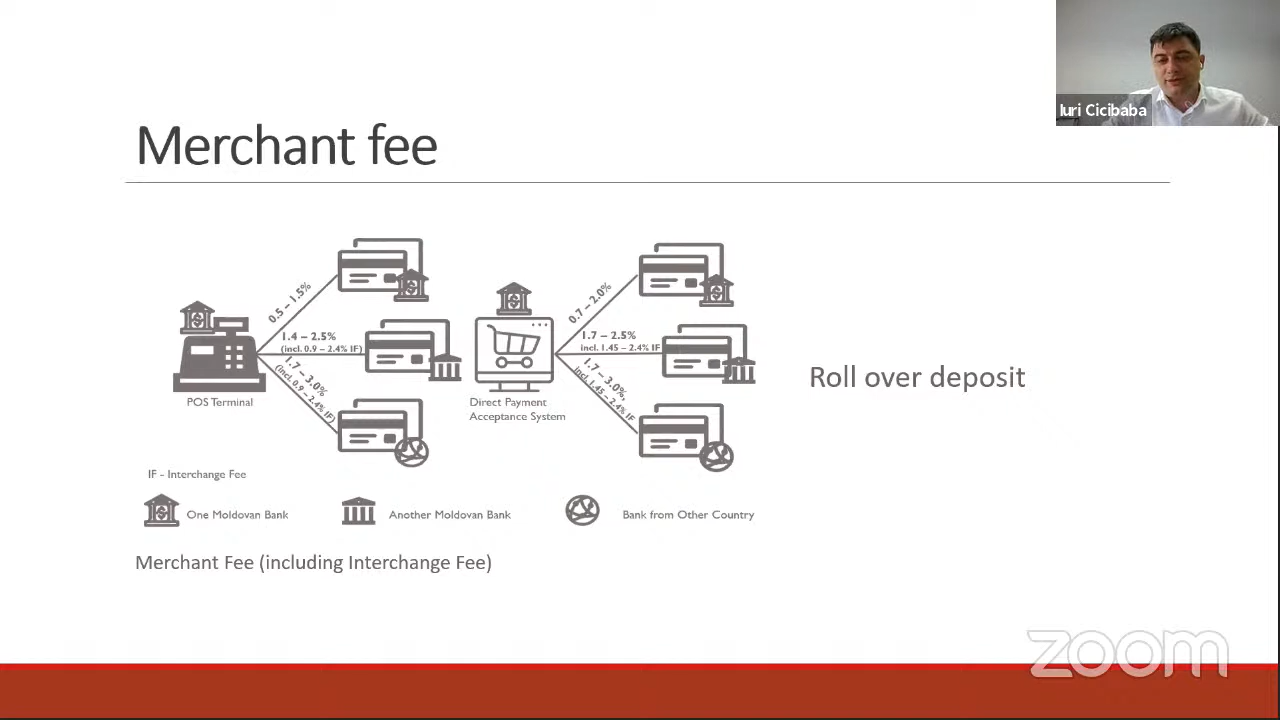 Iuri Cicibaba
Merchant fee
0.5 – 1.5%
1.4 – 2.5%
(incl. 0.9 – 2.4% IF)
1.7 – 3.0%
(incl. 0.9 – 2.4% IF)
POS Terminal
0.7 – 2.0%
1.7 – 2.5%
incl. 1.45 – 2.4% IF
1.7 – 3.0%,
incl. 1.45 – 2.4% IF
Direct Payment
Acceptance System
Roll over deposit
IF - Interchange Fee
One Moldovan Bank
Another Moldovan Bank
Bank from Other Country
Merchant Fee (including Interchange Fee)
zoom